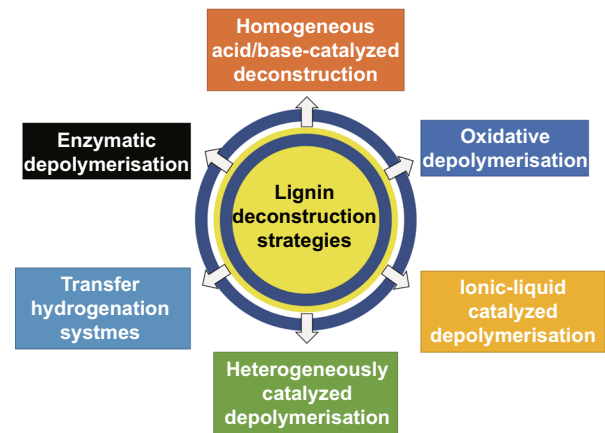 Homogeneous
acid/base-catalyzed
deconstruction
Enzymatic
depolymerisation
Oxidative
depolymerisation
Lignin
deconstruction
strategies
Transfer
hydrogenation
systmes
Ionic-liquid
catalyzed
depolymerisation
Heterogeneously
catalyzed
depolymerisation